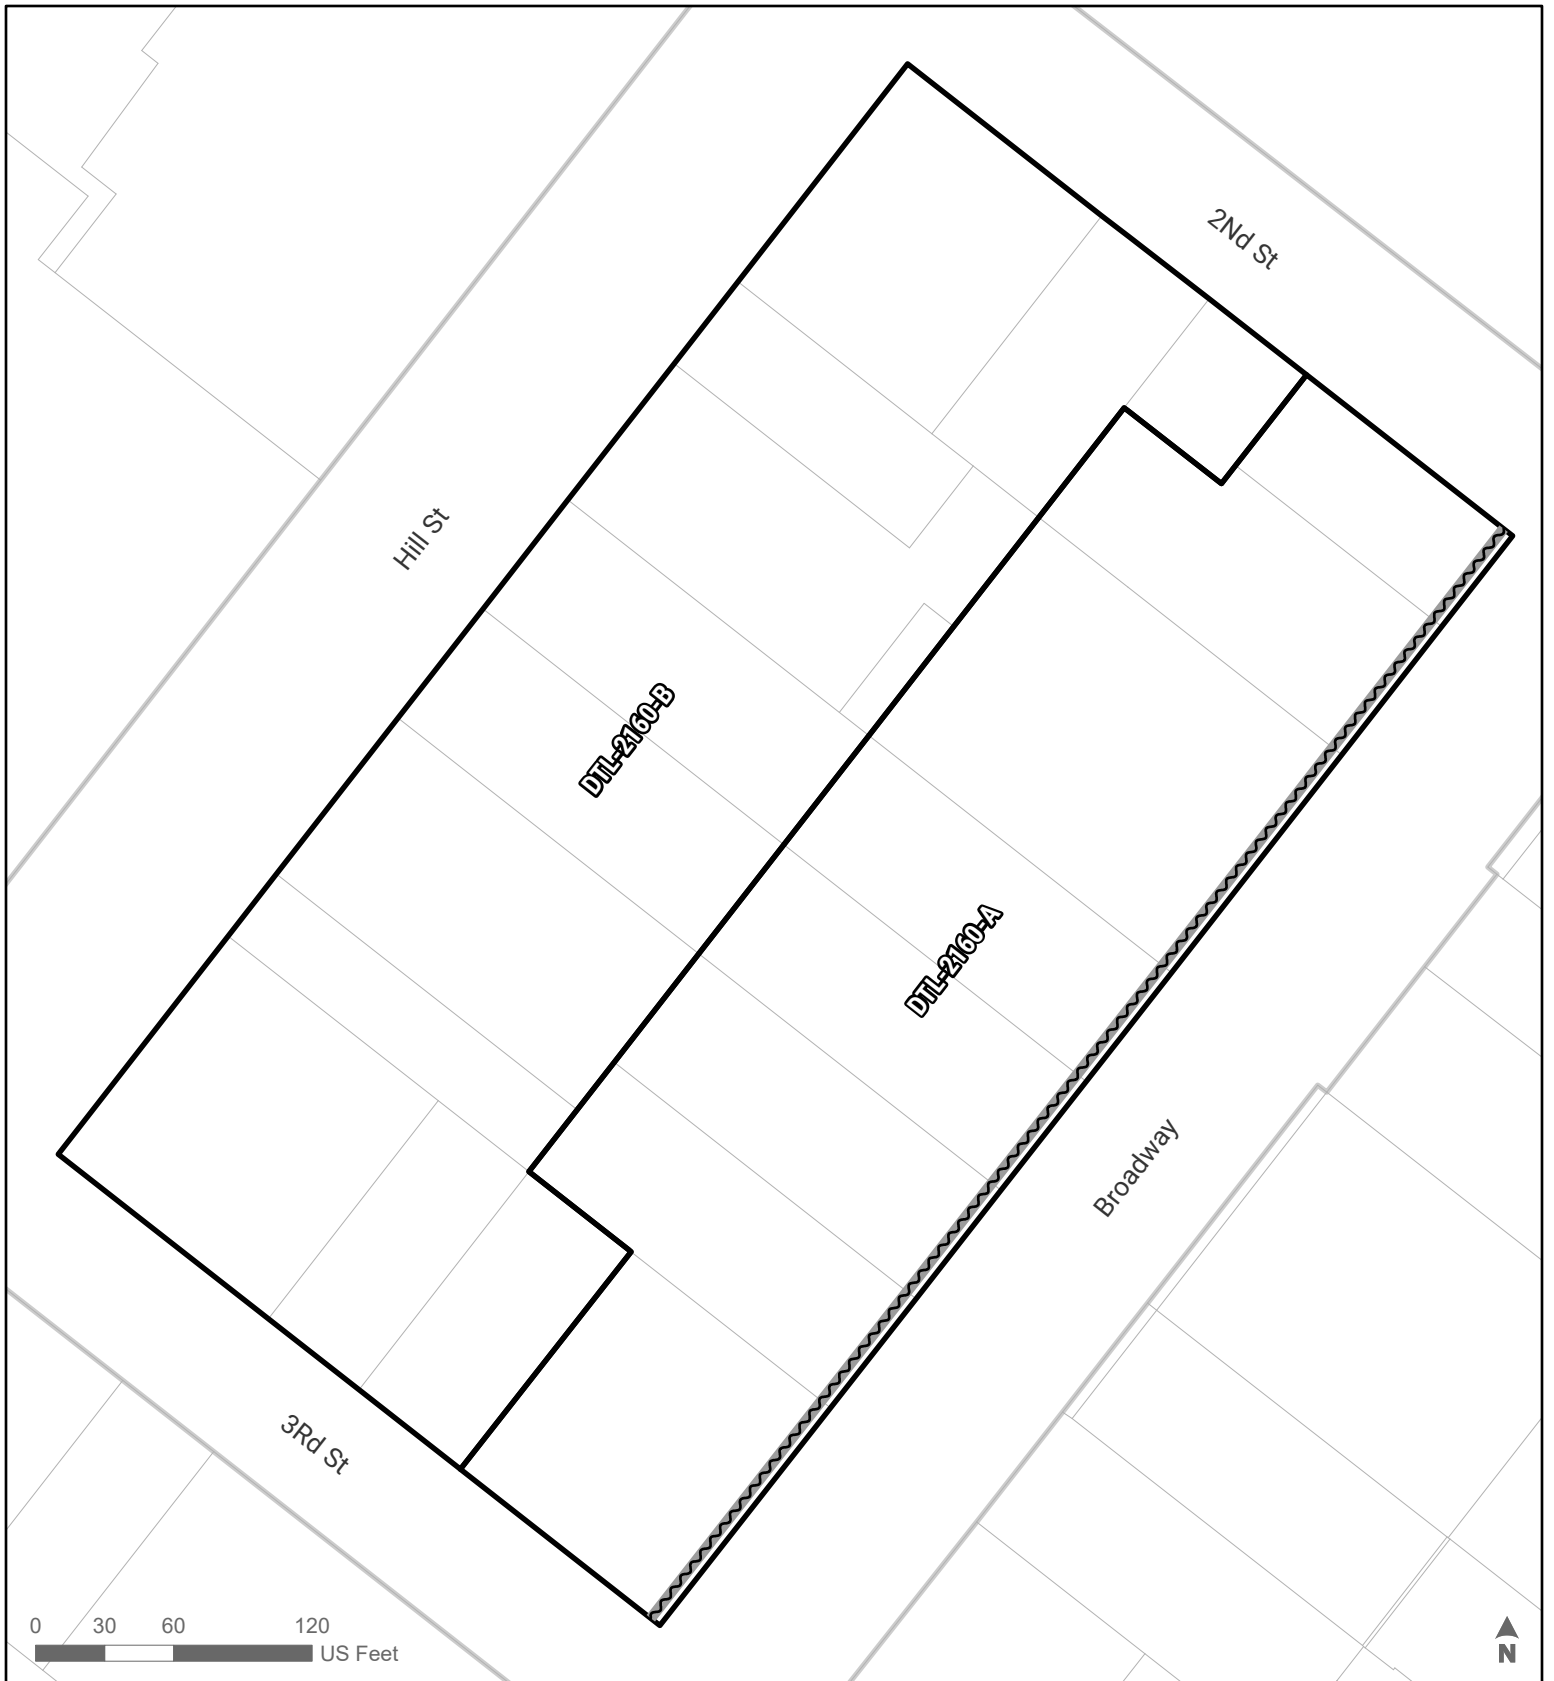 2Nd St
Hill St
DTL-2160-B
DTL-2160-A
Broadway
3Rd St
0 30 60 120
US Feet
N